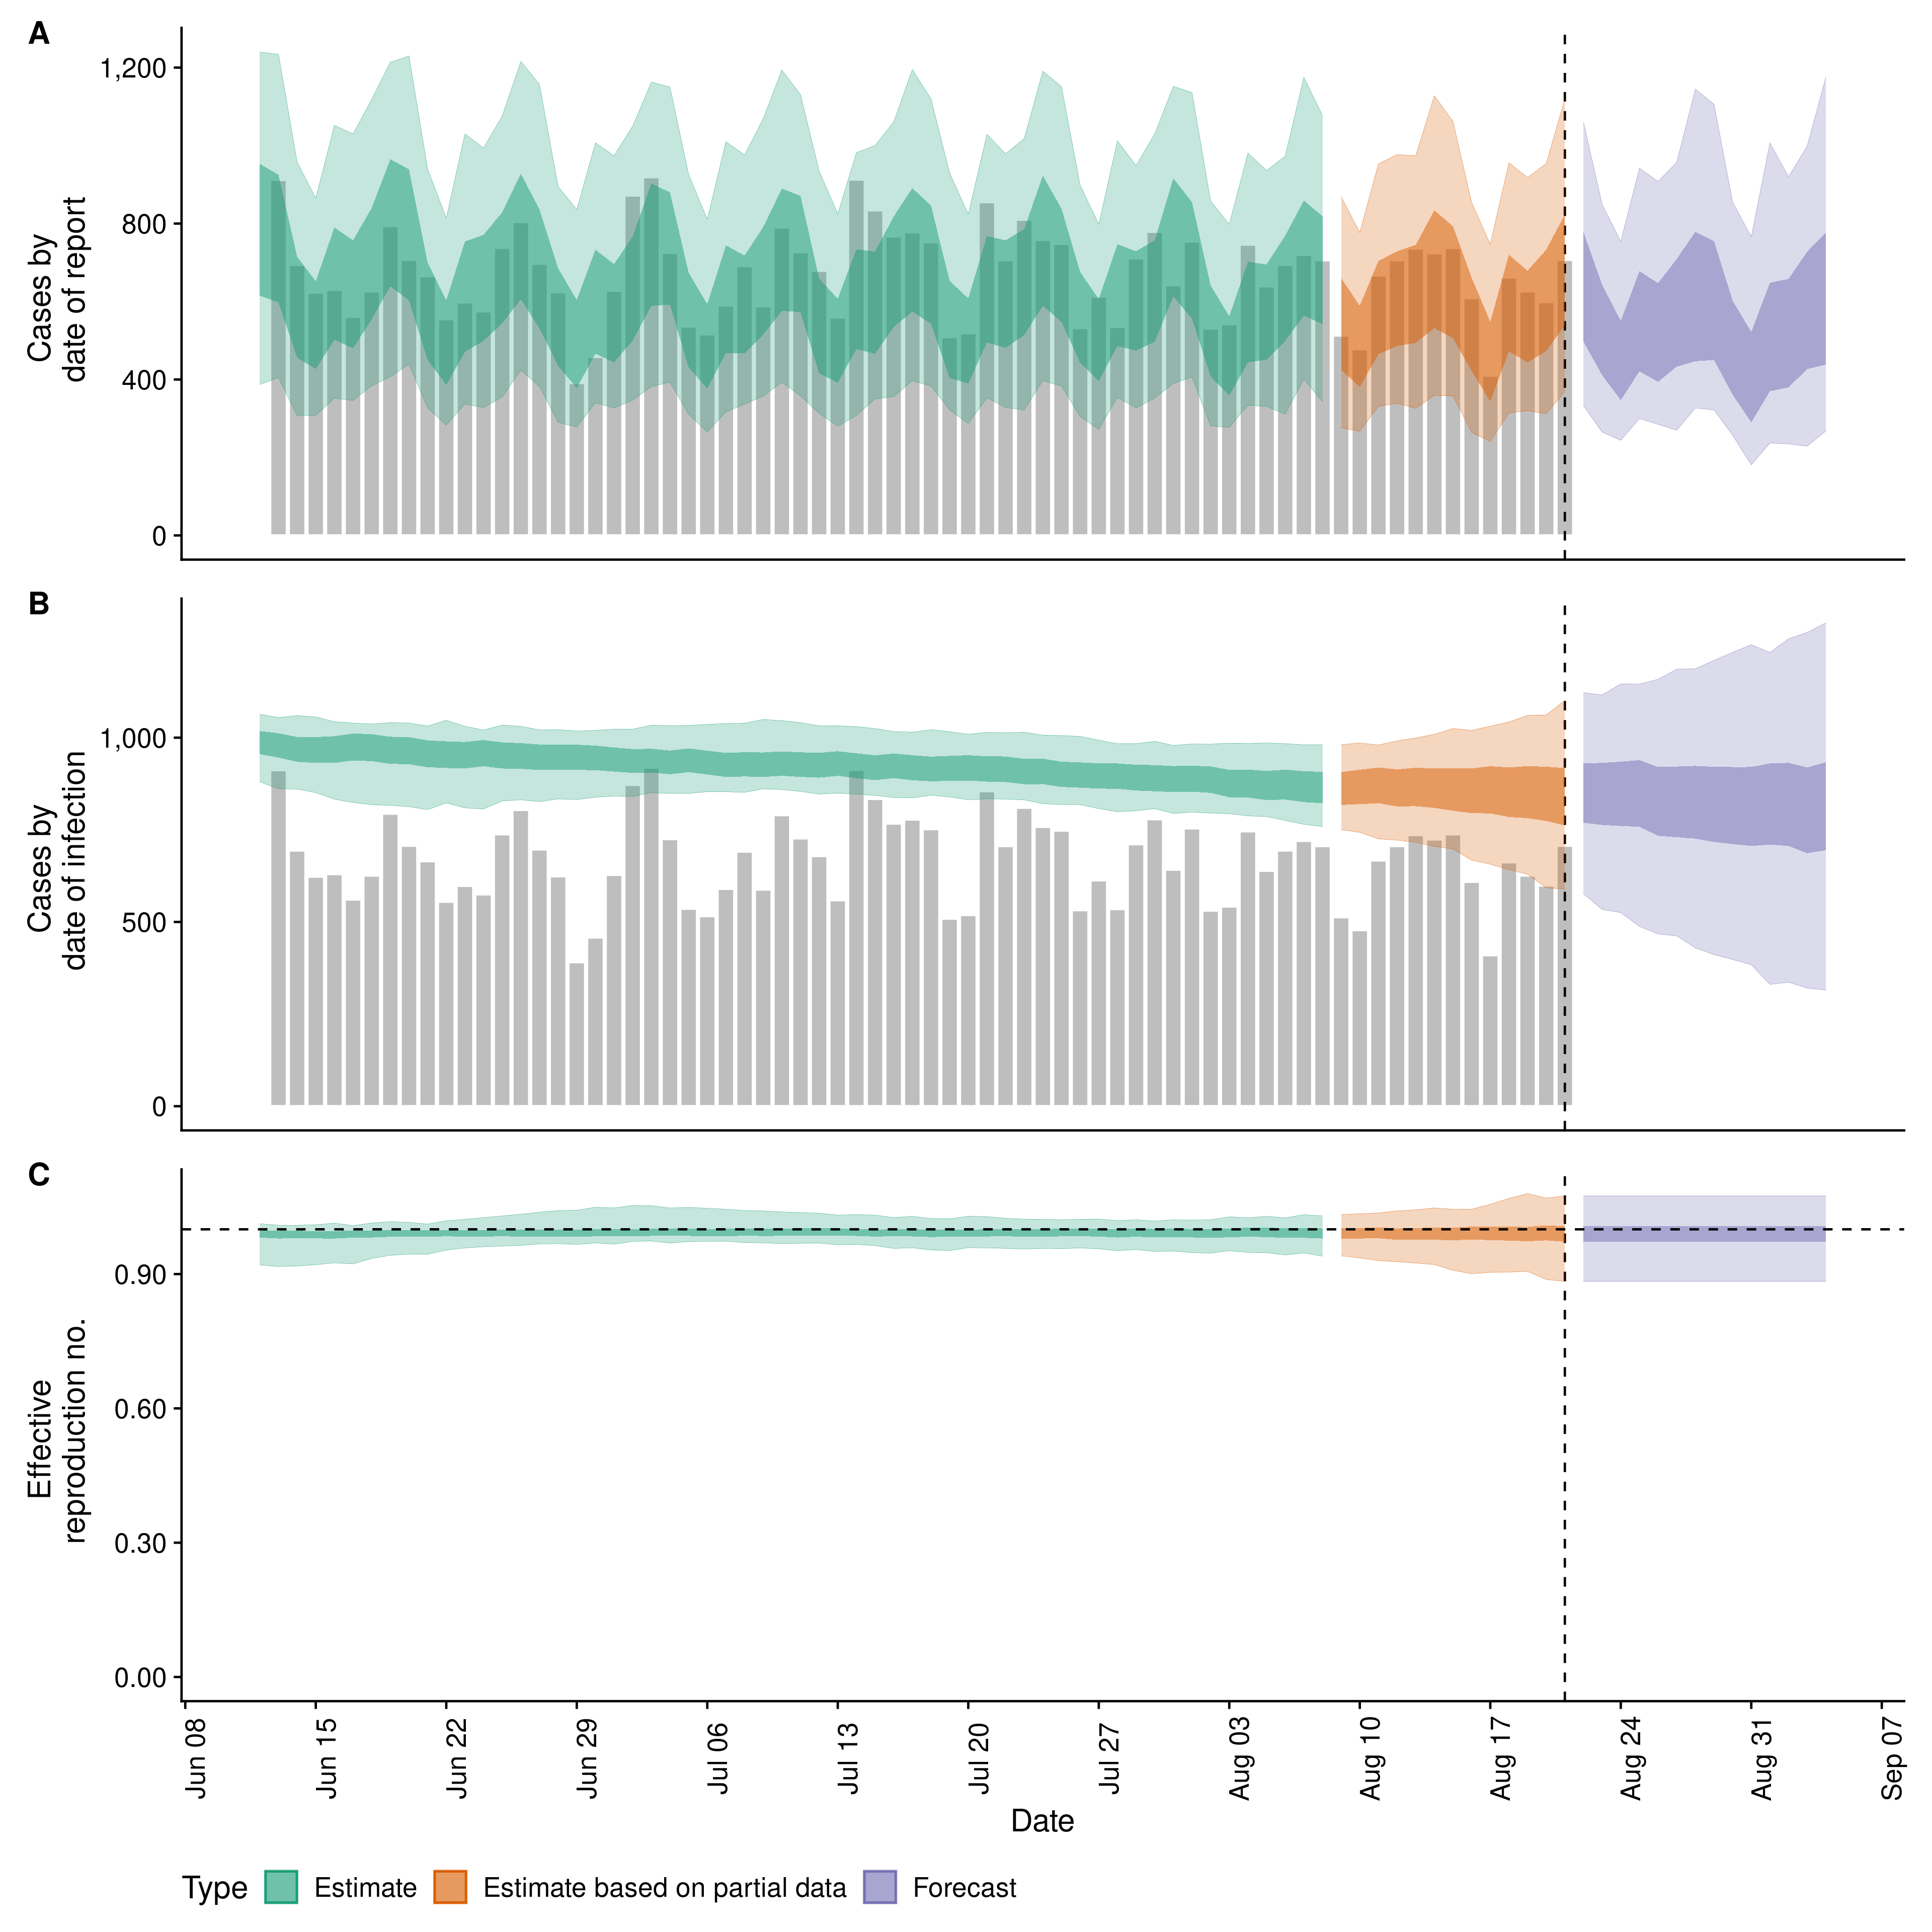 A
Cases by
date of report
1,200
800
400
0
B
Cases by
date of infection
1,000
500
0
C
Effective
reproduction no.
0.90
0.60
0.30
0.00
Jun 08
Jun 15
Jun 22
Jun 29
Jul 06
Jul 13
Jul 20
Jul 27
Aug 03
Aug 10
Aug 17
Aug 24
Aug 31
Sep 07
Date
Type Estimate Estimate based on partial data Forecast